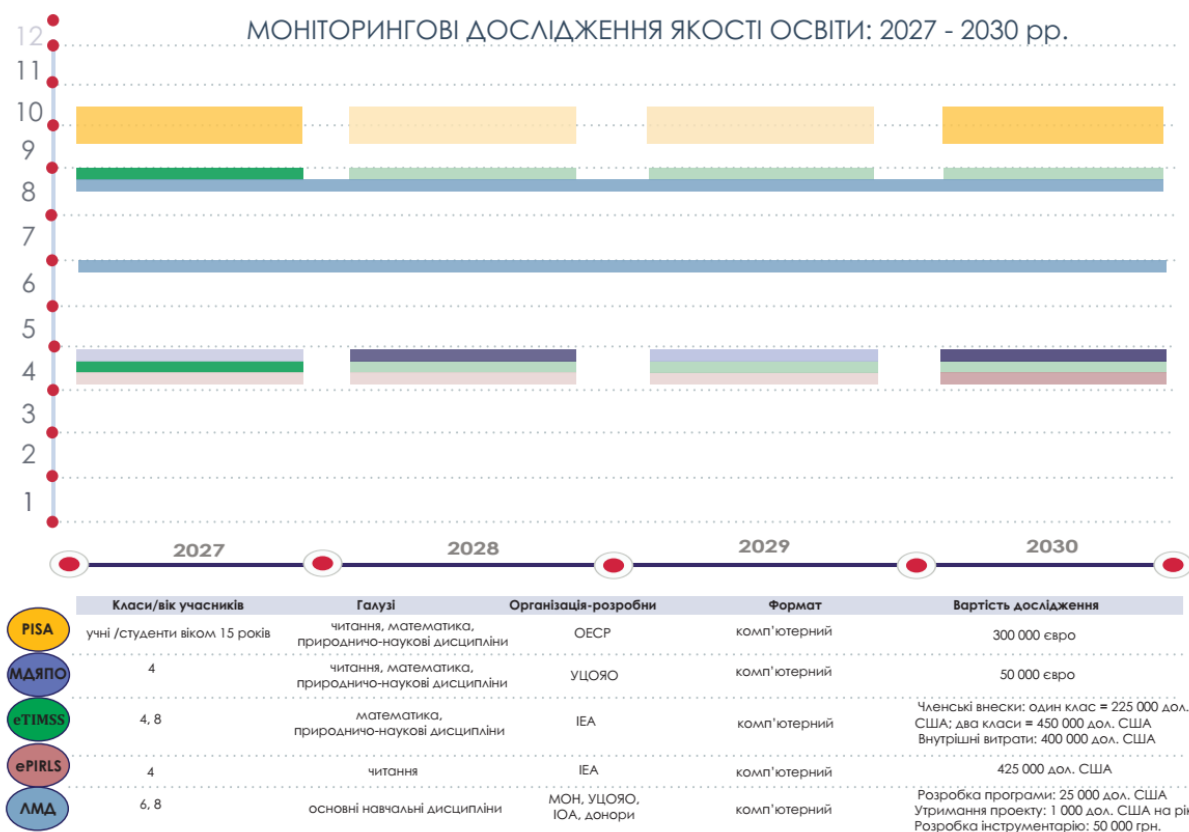 МОНІТОРИНГОВІ ДОСЛІДЖЕННЯ ЯКОСТІ ОСВІТИ: 2027 - 2030 рр.
12
11
10
9
8
7
6
5
4
3
2
1
2027 2028 2029 2030
Класи/вік учасників Галузі Організація-розробни Формат Вартість дослідження
PISA
учні /студенти віком 15 років
читання, математика,
природничо-наукові дисципліни
ОЕСР
комп'ютерний
300 000 євро
МДЯПО
4
читання, математика,
природничо-наукові дисципліни
УЦОЯО
комп'ютерний
50 000 євро
eTIMSS
4, 8
математика,
природничо-наукові дисципліни
IEA
комп'ютерний
Членські внески: один клас = 225 000 дол.
США; два класи = 450 000 дол. США
Внутрішні витрати: 400 000 дол. США
ePIRLS
4
читання
IEA
комп'ютерний
425 000 дол. США
ЛМД
6, 8
основні навчальні дисципліни
МОН, УЦОЯО,
ІОА, донори
комп'ютерний
Розробка програми: 25 000 дол. США
Утримання проекту: 1 000 дол. США на рік
Розробка інструментарію: 50 000 грн.